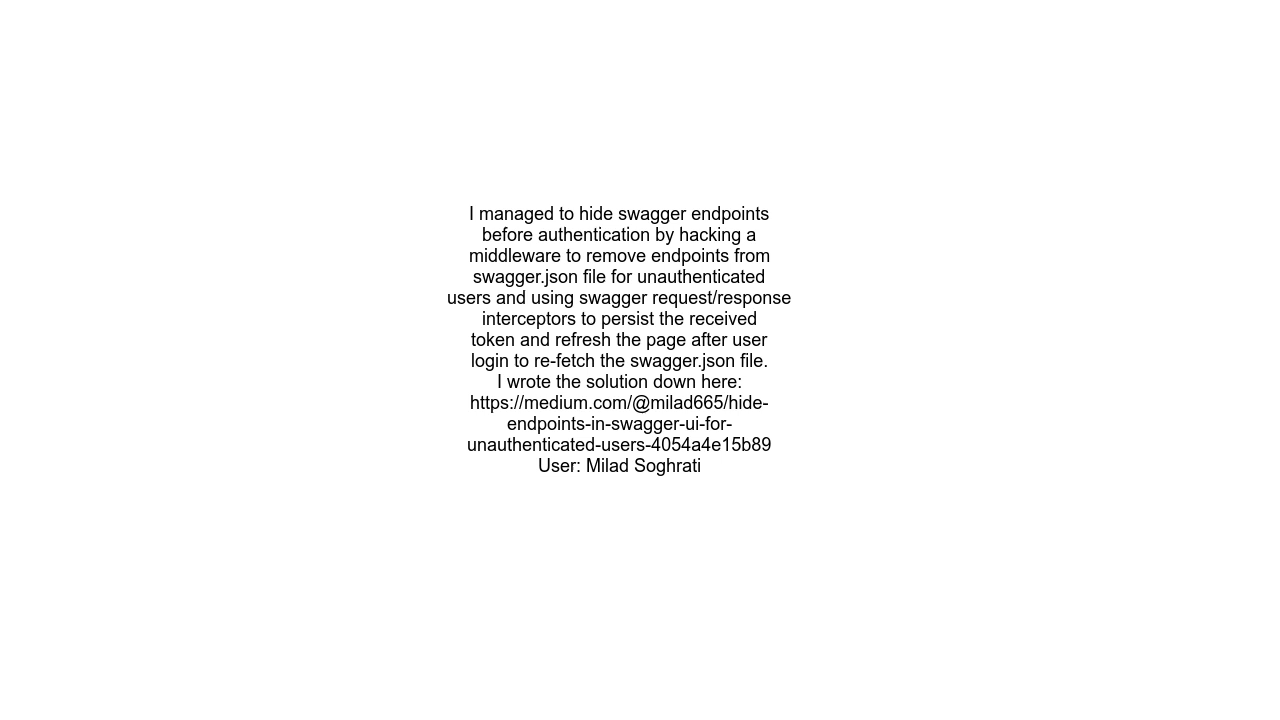 I managed to hide swagger endpoints
before authentication by hacking a
middleware to remove endpoints from
swagger.json file for unauthenticated
users and using swagger request/response
interceptors to persist the received
token and refresh the page after user
login to re-fetch the swagger.json file.
I wrote the solution down here:
https://medium.com/@milad665/hide-
endpoints-in-swagger-ui-for-
unauthenticated-users-4054a4e15b89
User: Milad Soghrati